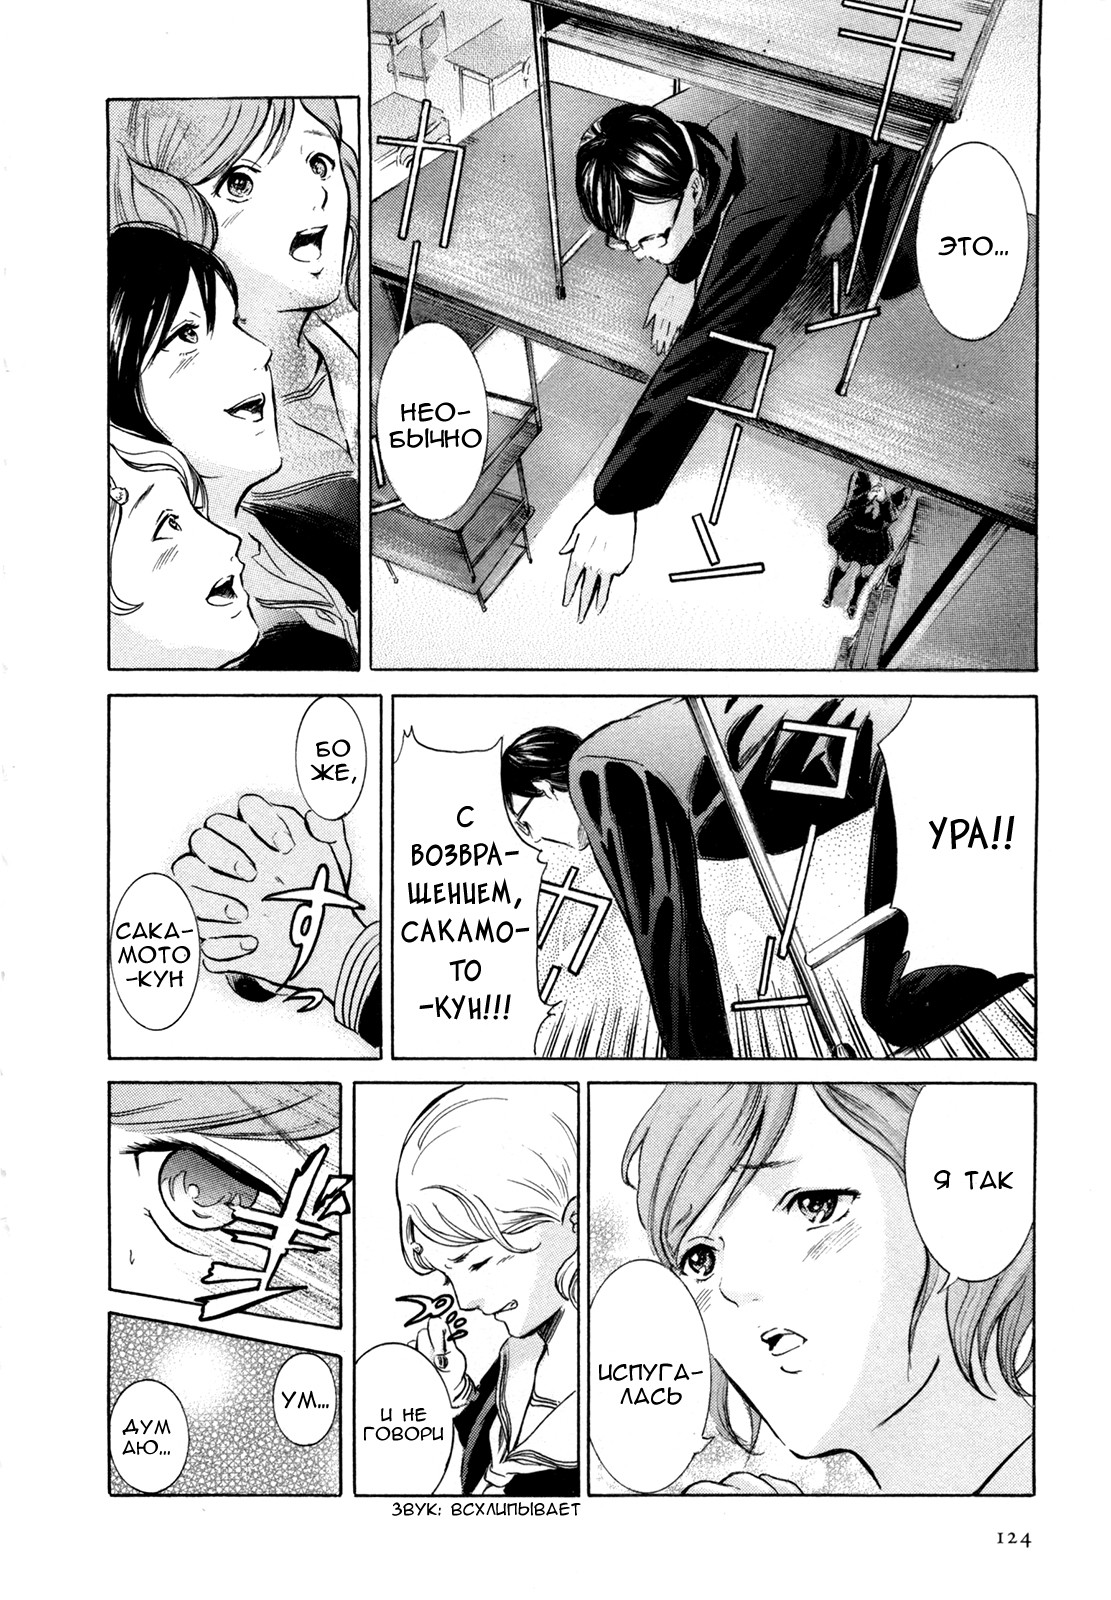 ЭТО...
НЕО-
БЫЧНО
УРА!!
С
ВОЗВРА-
ЩЕНИЕМ,
САКАМО-
ТО
-КУН!!!
БО
ЖЕ,
САКА-
МОТО
-КУН
Я ТАК
ИСПУГА-
ЛАСЬ
И НЕ
ГОВОРИ
ЗВУК: ВСХЛИПЫВАЕТ
УМ...
ДУМ
АЮ...
124